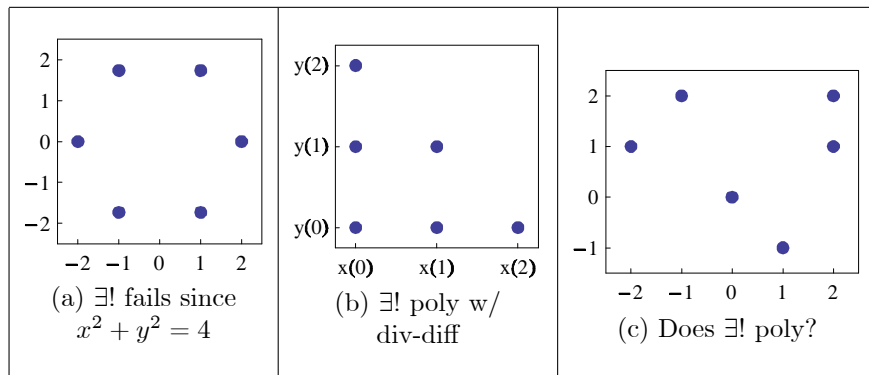 2
1
0
−1
−2
−2 −1 0 1 2
(a) ∃! fails since
x² + y² = 4
y(2)
y(1)
y(0)
x(0) x(1) x(2)
(b) ∃! poly w/
div-diff
2
1
0
−1
−2 −1 0 1 2
(c) Does ∃! poly?